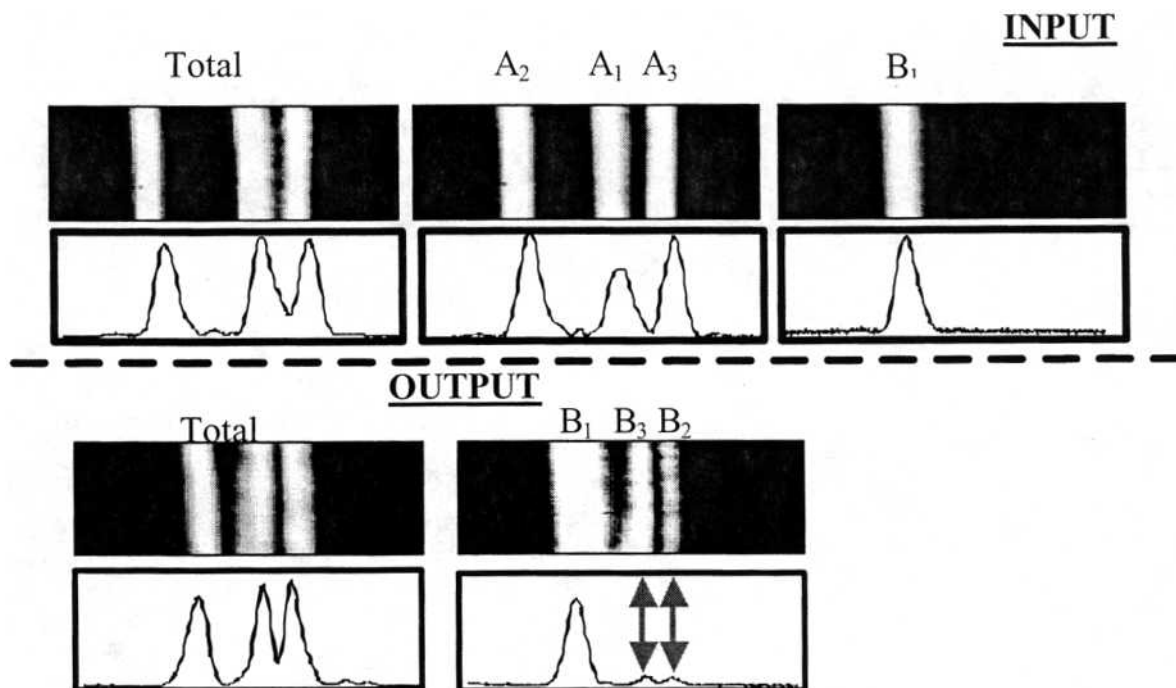 INPUT
Total A₂ A₁ A₃ B₁
OUTPUT
Total B₁ B₃ B₂